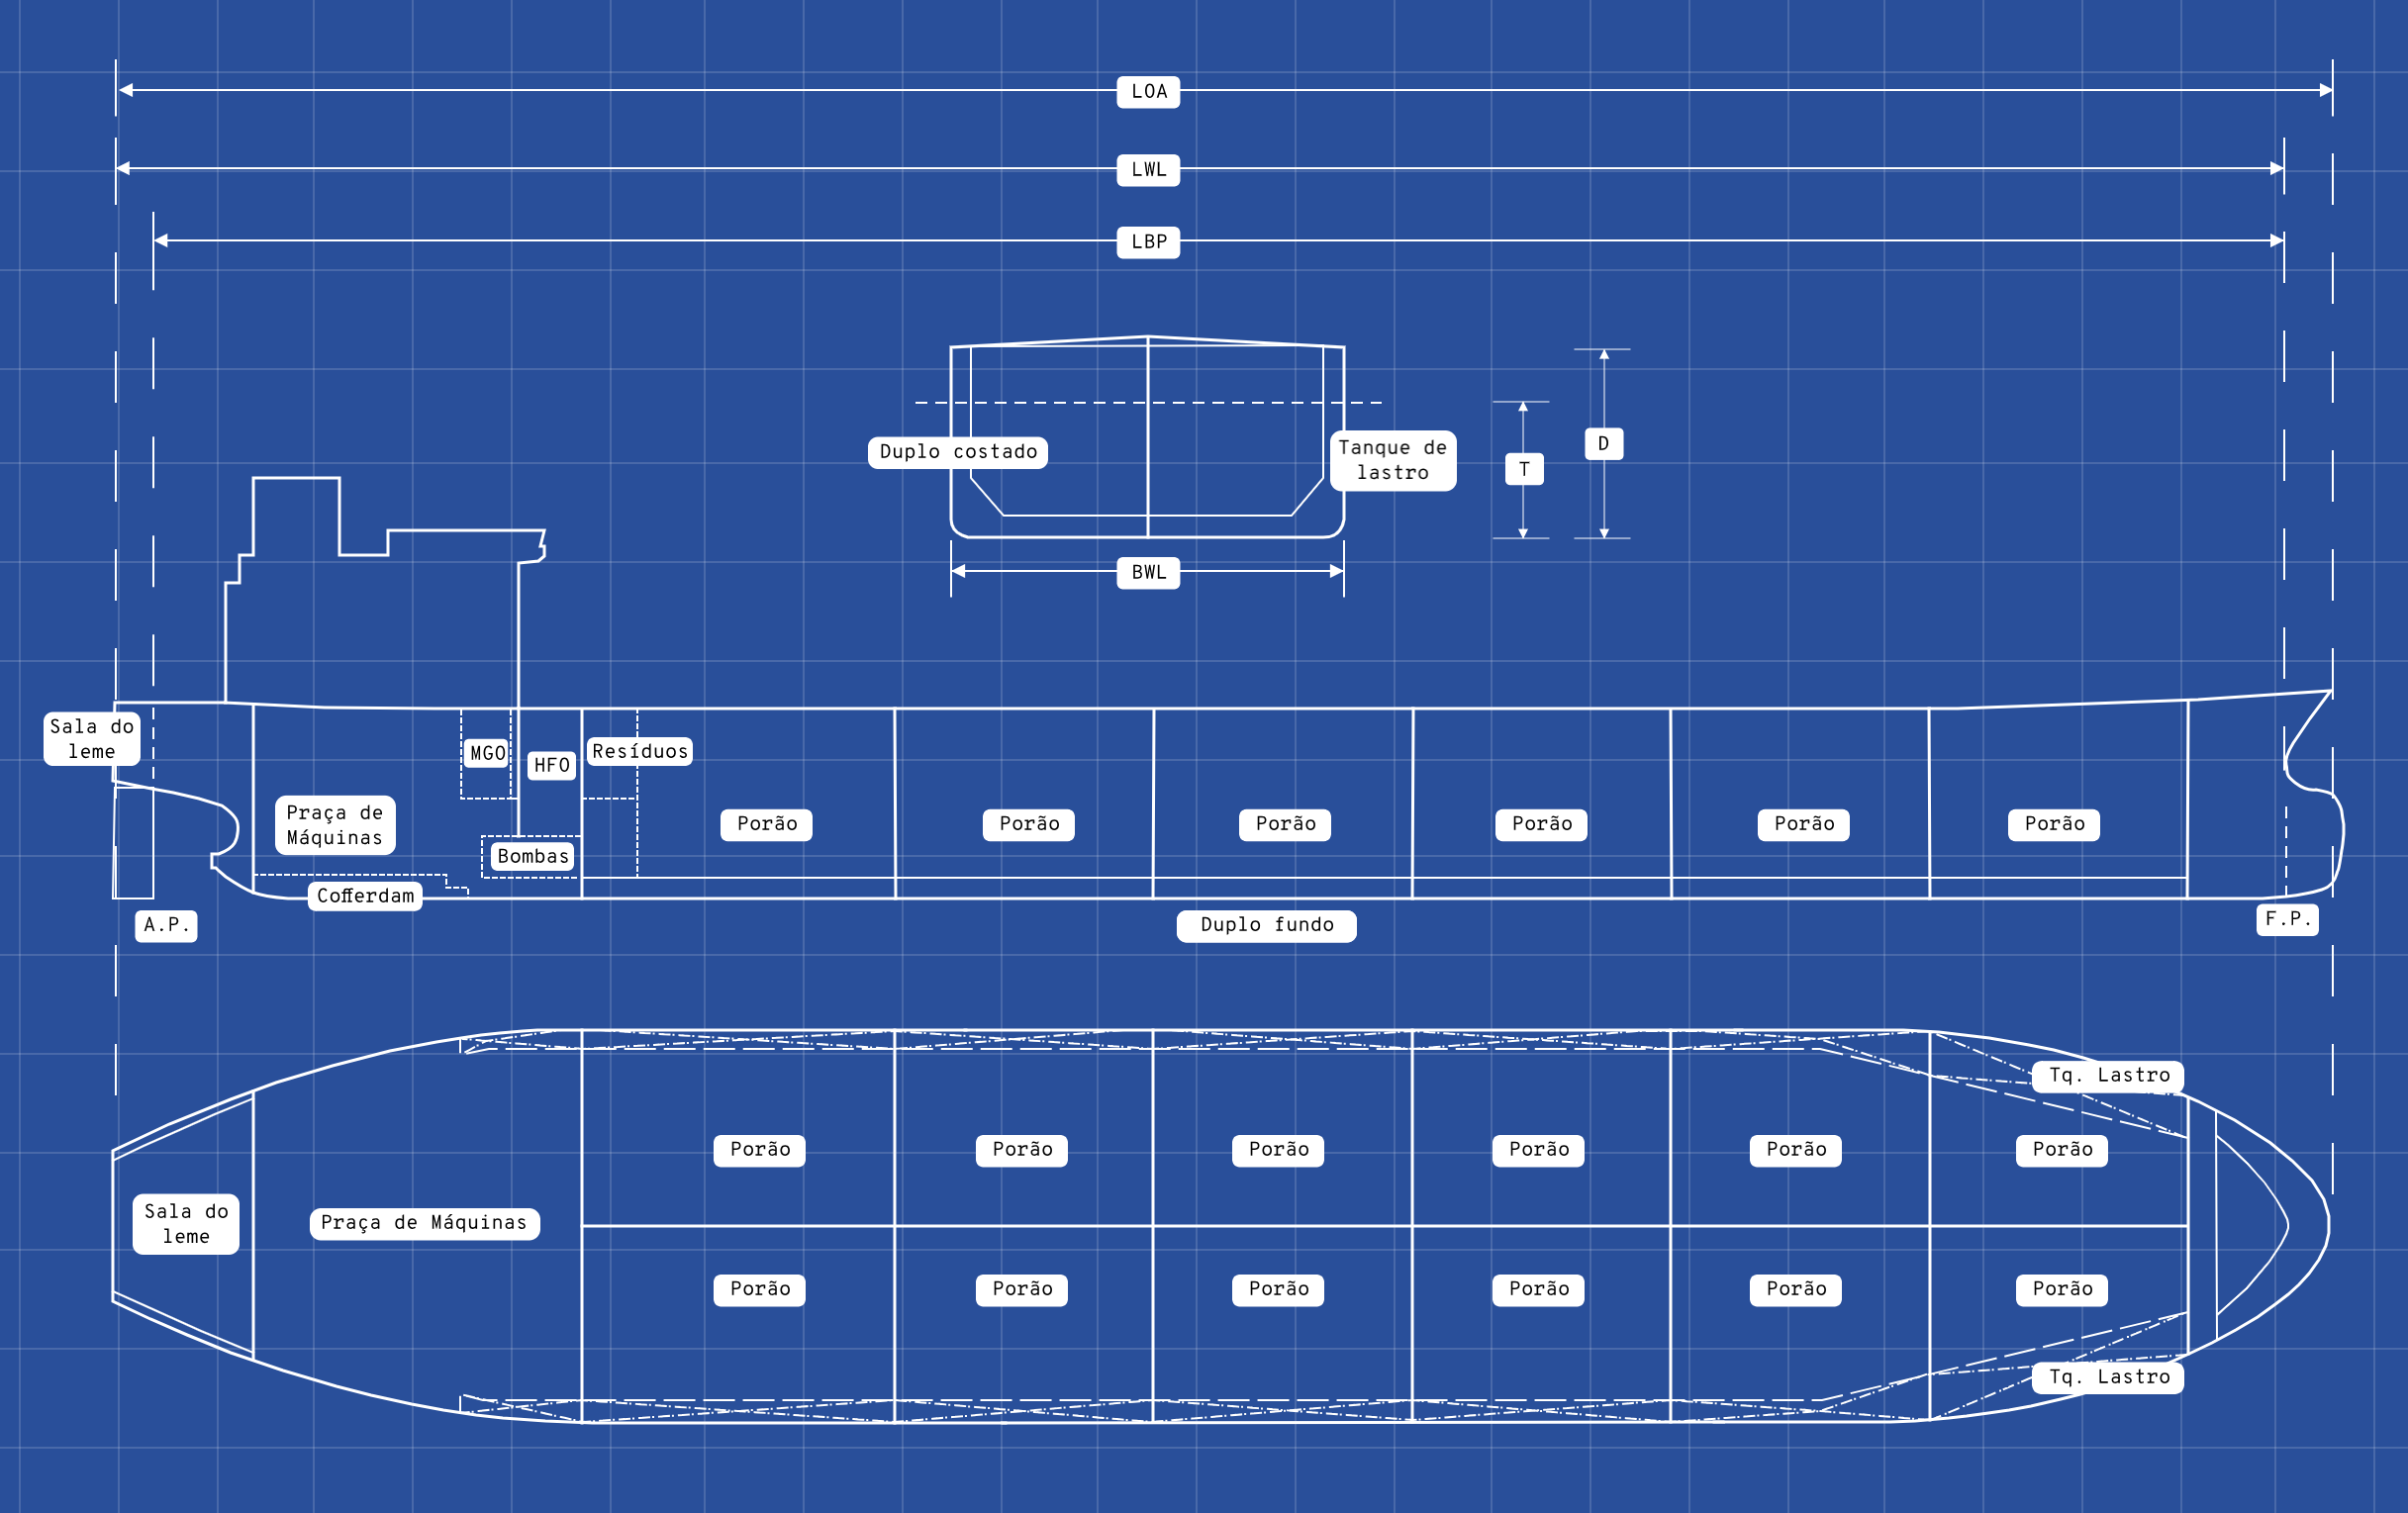 LOA
LWL
LBP
Duplo costado
Tanque de
lastro
T
D
BWL
Sala do
leme
MGO
HFO
Resíduos
Praça de
Máquinas
Porão
Porão
Porão
Porão
Porão
Porão
Bombas
Cofferdam
A.P.
Duplo fundo
F.P.
Tq. Lastro
Porão
Porão
Porão
Porão
Porão
Porão
Sala do
leme
Praça de Máquinas
Porão
Porão
Porão
Porão
Porão
Porão
Tq. Lastro